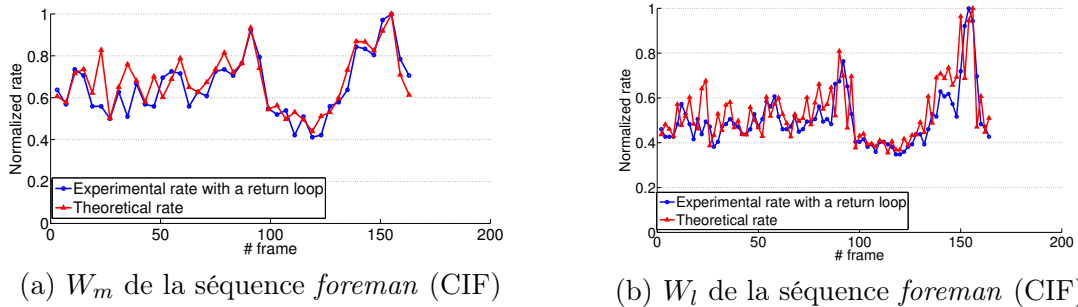 1
0.8
0.6
0.4
0.2
0
0
50
100
150
200
Normalized rate
# frame
Experimental rate with a return loop
Theoretical rate
(a) W_m de la séquence foreman (CIF)
1
0.8
0.6
0.4
0.2
0
50
100
150
200
Normalized rate
# frame
Experimental rate with a return loop
Theoretical rate
(b) W_l de la séquence foreman (CIF)